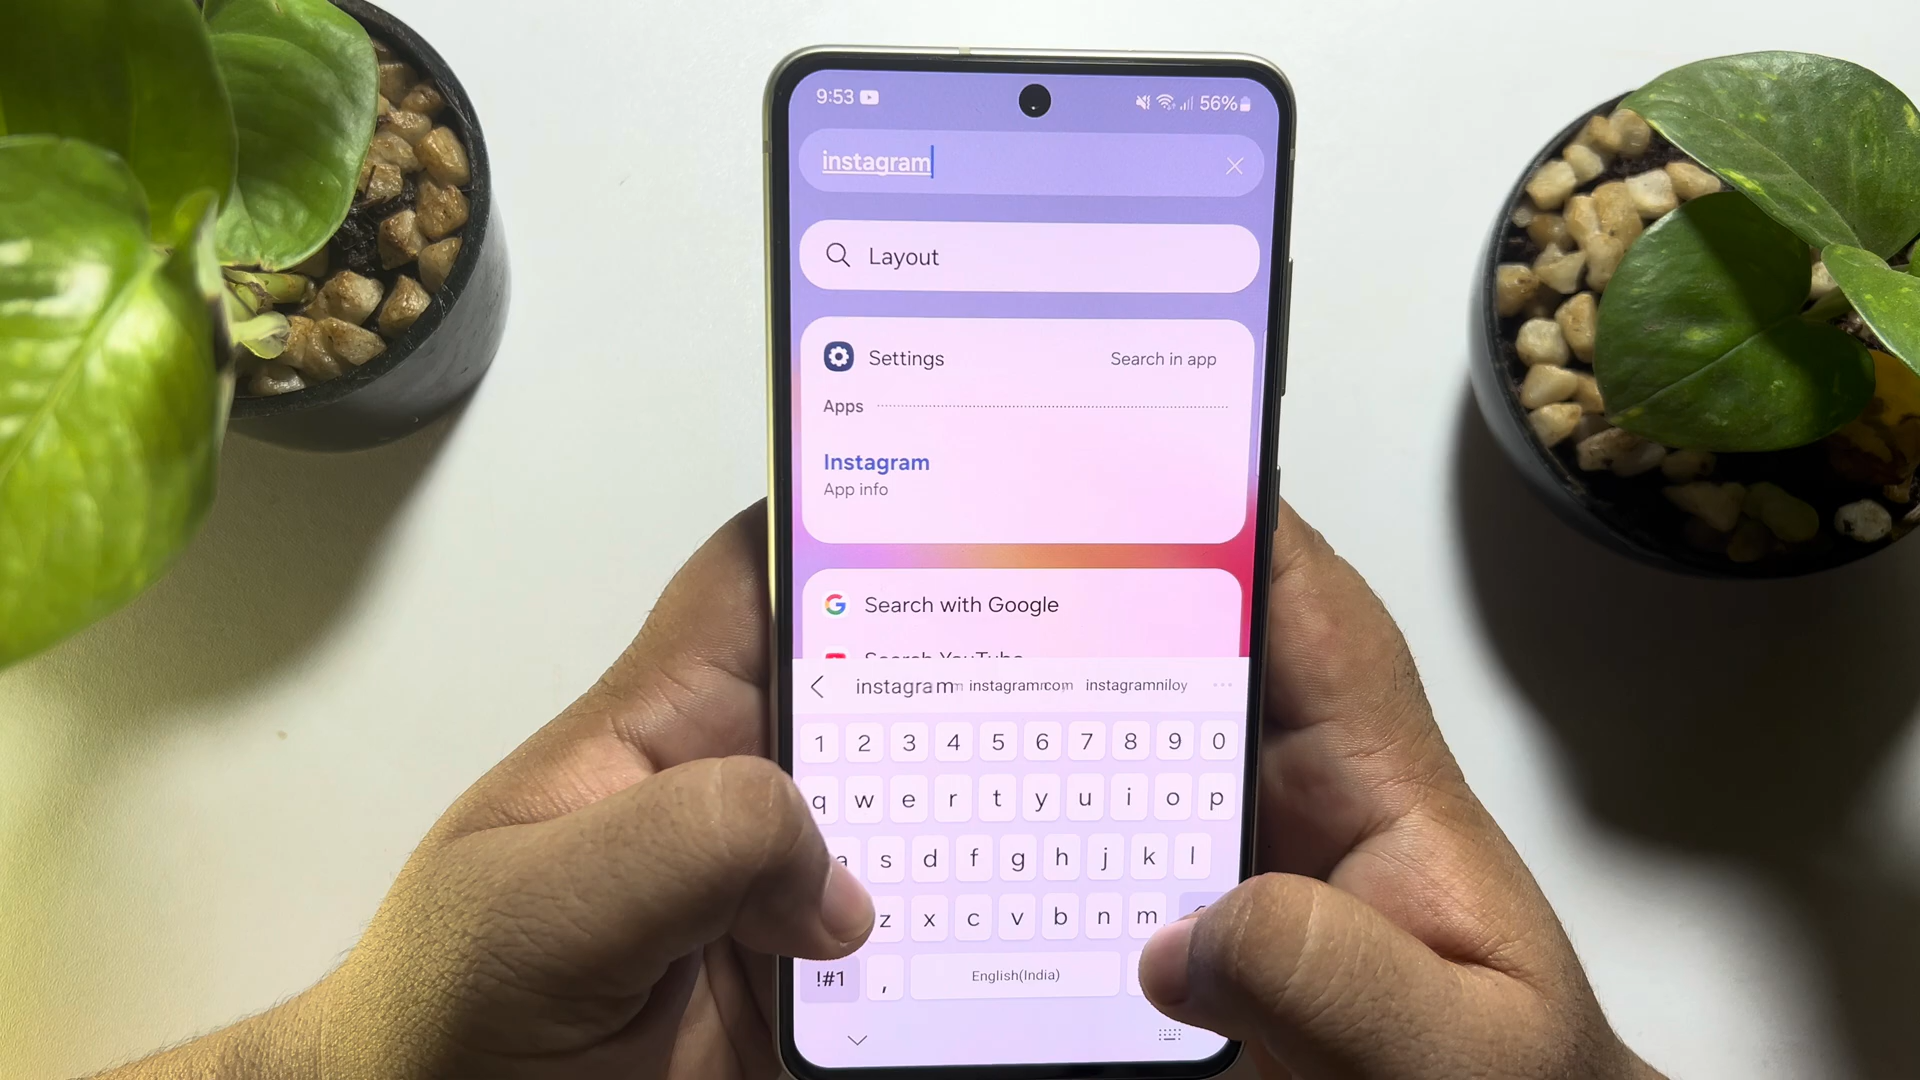 9:53 56%
instagram
Layout
Settings Search in app
Apps
Instagram
App info
Search with Google
Search YouTube
instagram instagram com instagramniloy
1 2 3 4 5 6 7 8 9 0
q w e r t y u i o p
a s d f g h j k l
z x c v b n m
!#1 , English(India)